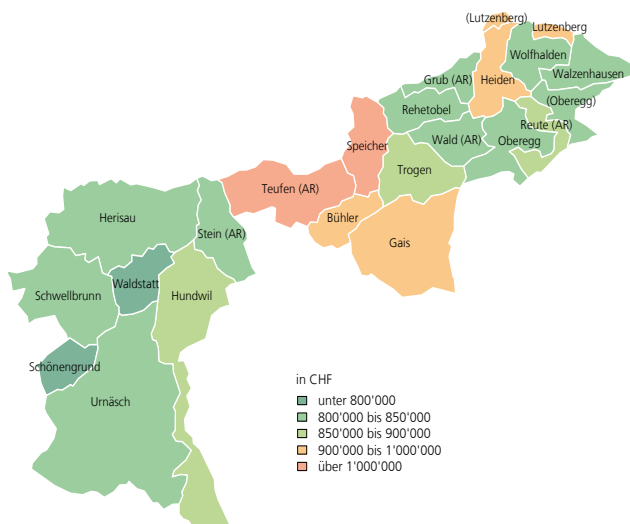 (Lutzenberg)
Lutzenberg
Wolfhalden
Walzenhausen
Grub (AR)
Heiden
(Oberegg)
Rehetobel
Reute (AR)
Wald (AR)
Oberegg
Speicher
Trogen
Teufen (AR)
Bühler
Herisau
Stein (AR)
Gais
Waldstatt
Schwellbrunn
Hundwil
Schönengrund
Urnäsch
in CHF
unter 800'000
800'000 bis 850'000
850'000 bis 900'000
900'000 bis 1'000'000
über 1'000'000